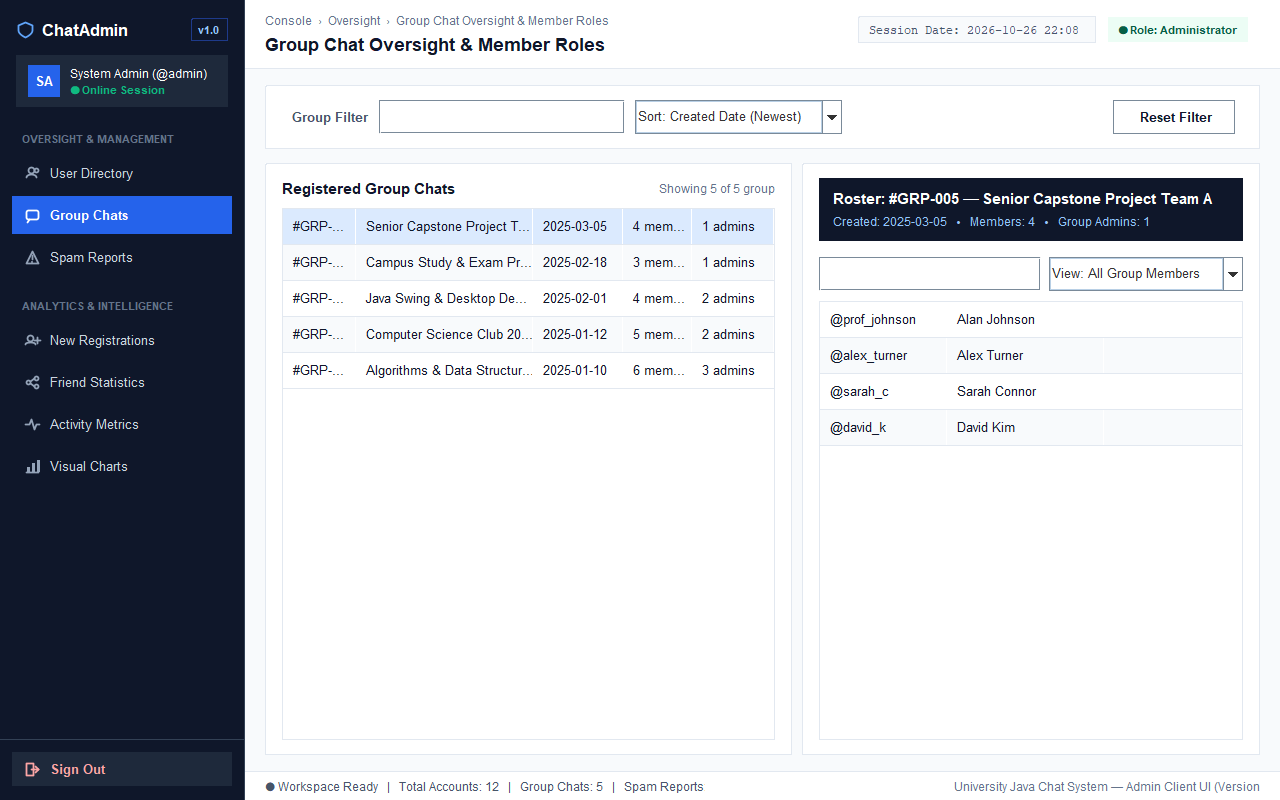 ChatAdmin
v1.0
SA
System Admin (@admin)
Online Session
OVERSIGHT & MANAGEMENT
User Directory
Group Chats
Spam Reports
ANALYTICS & INTELLIGENCE
New Registrations
Friend Statistics
Activity Metrics
Visual Charts
Sign Out
Console › Oversight › Group Chat Oversight & Member Roles
Group Chat Oversight & Member Roles
Session Date: 2026-10-26 22:08
Role: Administrator
Group Filter
Sort: Created Date (Newest)
Reset Filter
Registered Group Chats
Showing 5 of 5 group
#GRP-... Senior Capstone Project T... 2025-03-05 4 mem... 1 admins
#GRP-... Campus Study & Exam Pr... 2025-02-18 3 mem... 1 admins
#GRP-... Java Swing & Desktop De... 2025-02-01 4 mem... 2 admins
#GRP-... Computer Science Club 20... 2025-01-12 5 mem... 2 admins
#GRP-... Algorithms & Data Structur... 2025-01-10 6 mem... 3 admins
Roster: #GRP-005 — Senior Capstone Project Team A
Created: 2025-03-05 • Members: 4 • Group Admins: 1
View: All Group Members
@prof_johnson Alan Johnson
@alex_turner Alex Turner
@sarah_c Sarah Connor
@david_k David Kim
Workspace Ready | Total Accounts: 12 | Group Chats: 5 | Spam Reports
University Java Chat System — Admin Client UI (Version